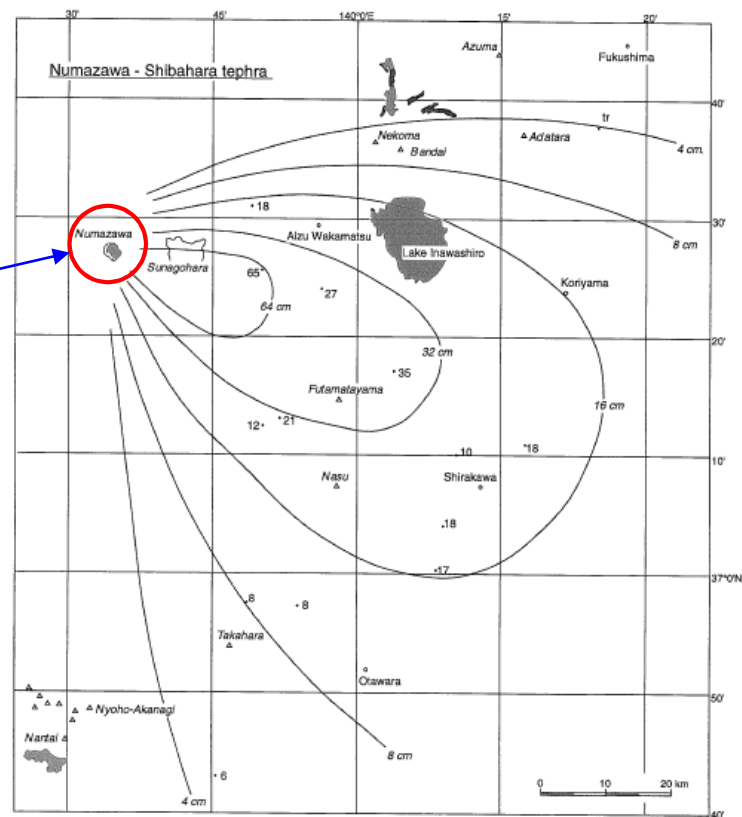 30'
45'
140°0'E
15'
20'
Numazawa - Shibahara tephra
Azuma
Fukushima
40'
tr
Nekoma
Adatara
Bandai
4 cm
18
30'
Numazawa
Aizu Wakamatsu
8 cm
Sunagohara
Lake Inawashiro
65
27
Koriyama
64 cm
20'
32 cm
35
Futamatayama
16 cm
12
21
10
18
10'
Nasu
Shirakawa
18
17
37°0'N
8
8
Takahara
Otawara
50'
Nyoho-Akanagi
Nantai
8 cm
6
0 10 20 km
4 cm
40'